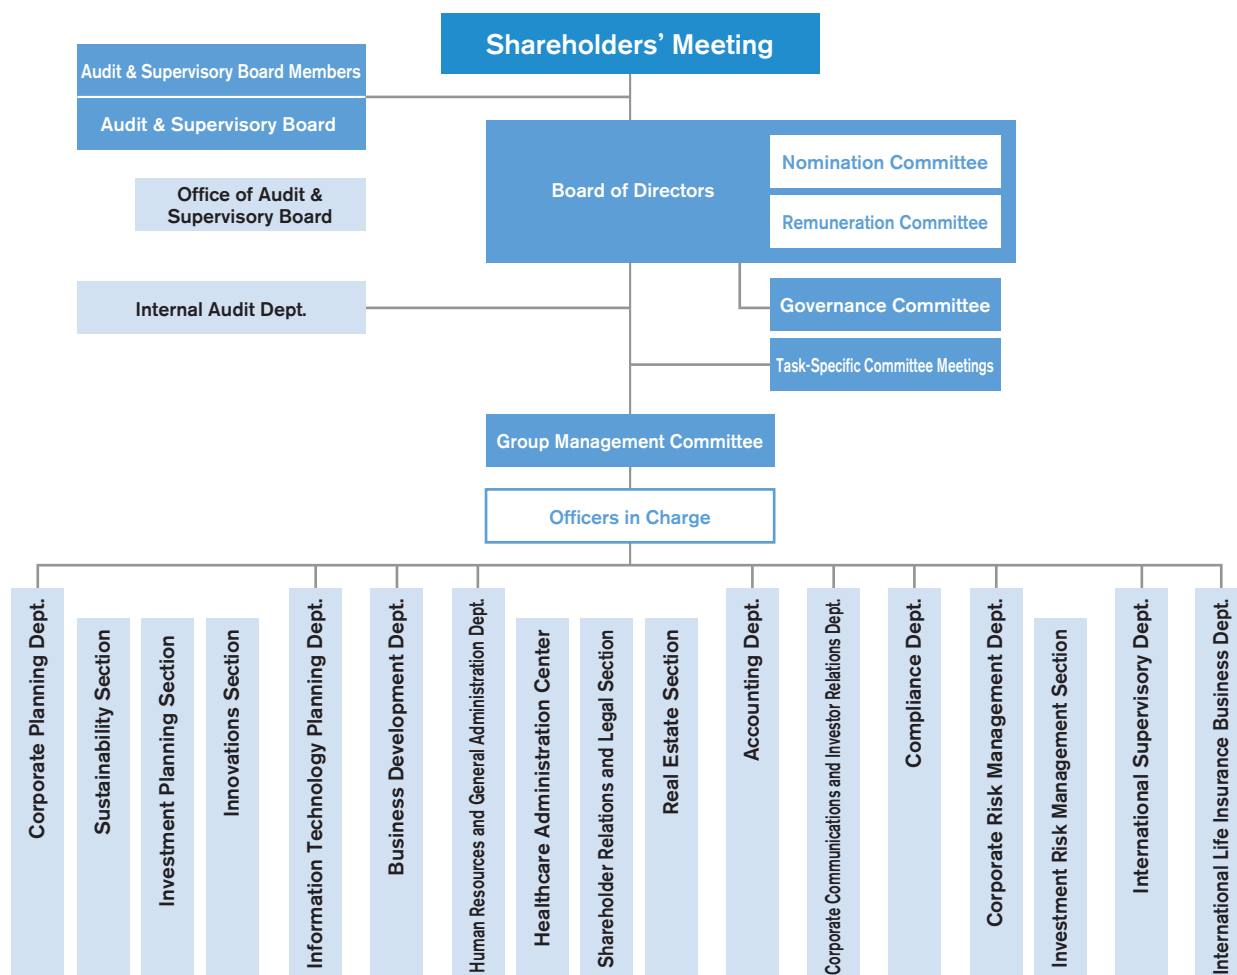 Shareholders’ Meeting
Audit & Supervisory Board Members
Audit & Supervisory Board
Office of Audit &
Supervisory Board
Board of Directors
Nomination Committee
Remuneration Committee
Internal Audit Dept.
Governance Committee
Task-Specific Committee Meetings
Group Management Committee
Officers in Charge
Corporate Planning Dept.
Sustainability Section
Investment Planning Section
Innovations Section
Information Technology Planning Dept.
Business Development Dept.
Human Resources and General Administration Dept.
Healthcare Administration Center
Shareholder Relations and Legal Section
Real Estate Section
Accounting Dept.
Corporate Communications and Investor Relations Dept.
Compliance Dept.
Corporate Risk Management Dept.
Investment Risk Management Section
International Supervisory Dept.
International Life Insurance Business Dept.